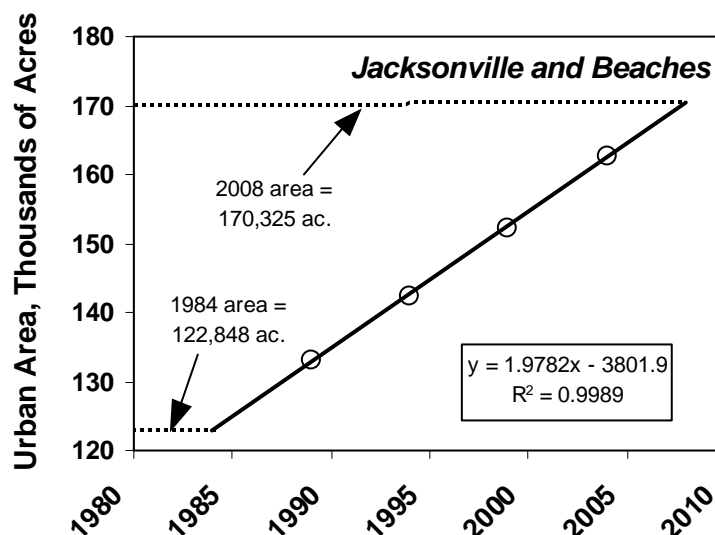 Urban Area, Thousands of Acres
180
170
160
150
140
130
120
Jacksonville and Beaches
2008 area =
170,325 ac.
1984 area =
122,848 ac.
y = 1.9782x - 3801.9
R² = 0.9989
1980
1985
1990
1995
2000
2005
2010